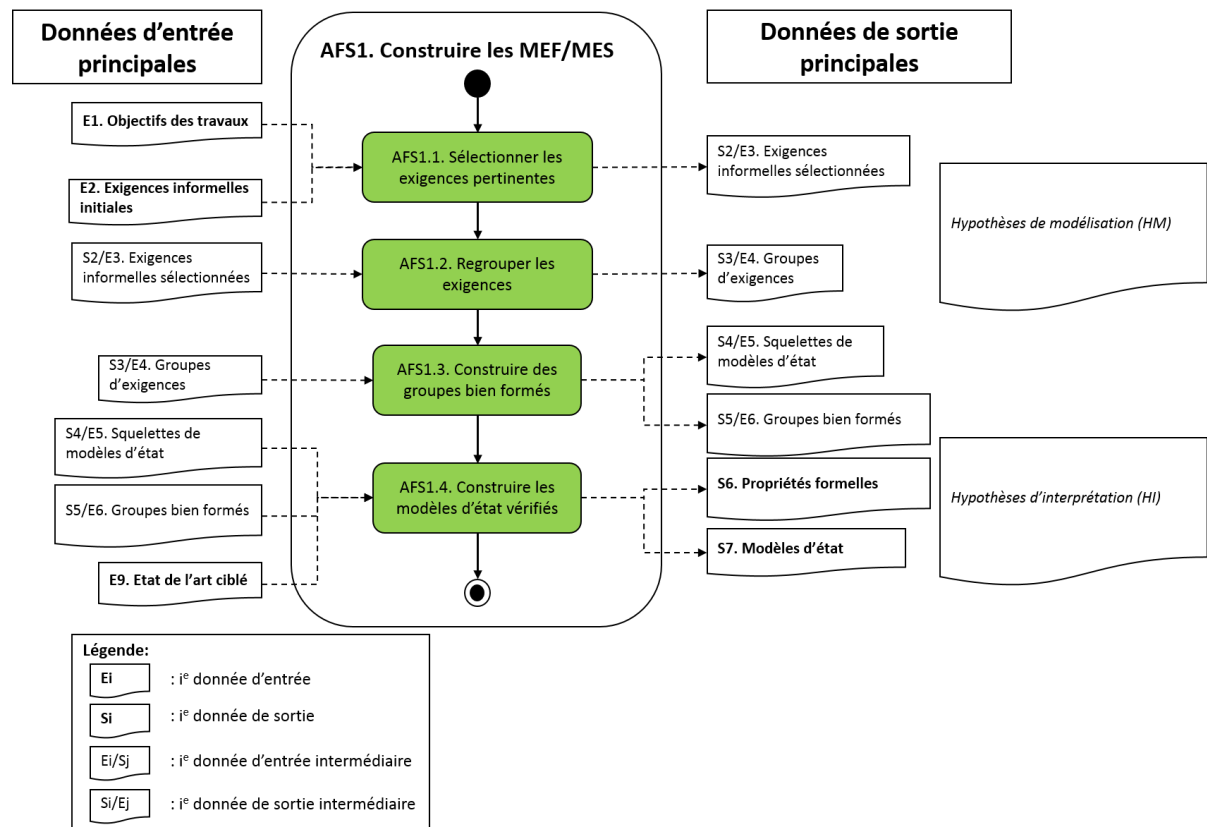 Données d'entrée
principales
AFS1. Construire les MEF/MES
Données de sortie
principales
E1. Objectifs des travaux
E2. Exigences informelles
initiales
AFS1.1. Sélectionner les
exigences pertinentes
S2/E3. Exigences
informelles sélectionnées
S2/E3. Exigences
informelles sélectionnées
AFS1.2. Regrouper les
exigences
S3/E4. Groupes
d'exigences
Hypothèses de modélisation (HM)
S3/E4. Groupes
d'exigences
AFS1.3. Construire des
groupes bien formés
S4/E5. Squelettes de
modèles d'état
S5/E6. Groupes bien formés
S4/E5. Squelettes de
modèles d'état
S5/E6. Groupes bien formés
E9. Etat de l'art ciblé
AFS1.4. Construire les
modèles d'état vérifiés
S6. Propriétés formelles
S7. Modèles d'état
Hypothèses d'interprétation (HI)
Légende:
Ei : iᵉ donnée d'entrée
Si : iᵉ donnée de sortie
Ei/Sj : iᵉ donnée d'entrée intermédiaire
Si/Ej : iᵉ donnée de sortie intermédiaire